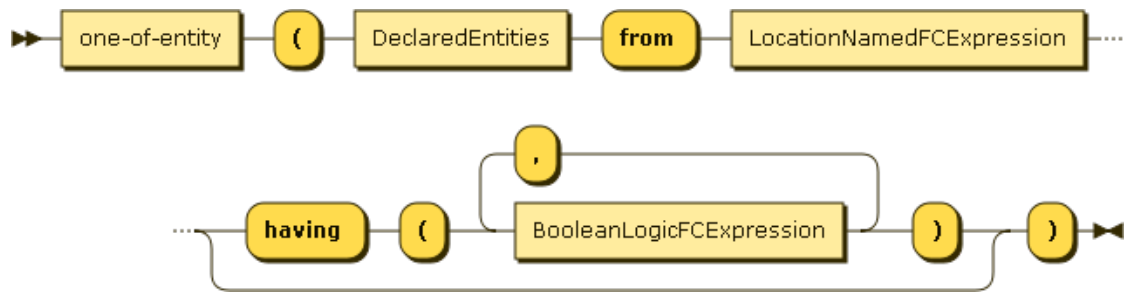 one-of-entity ( DeclaredEntities from LocationNamedFCExpression
,
having ( BooleanLogicFCExpression ) )